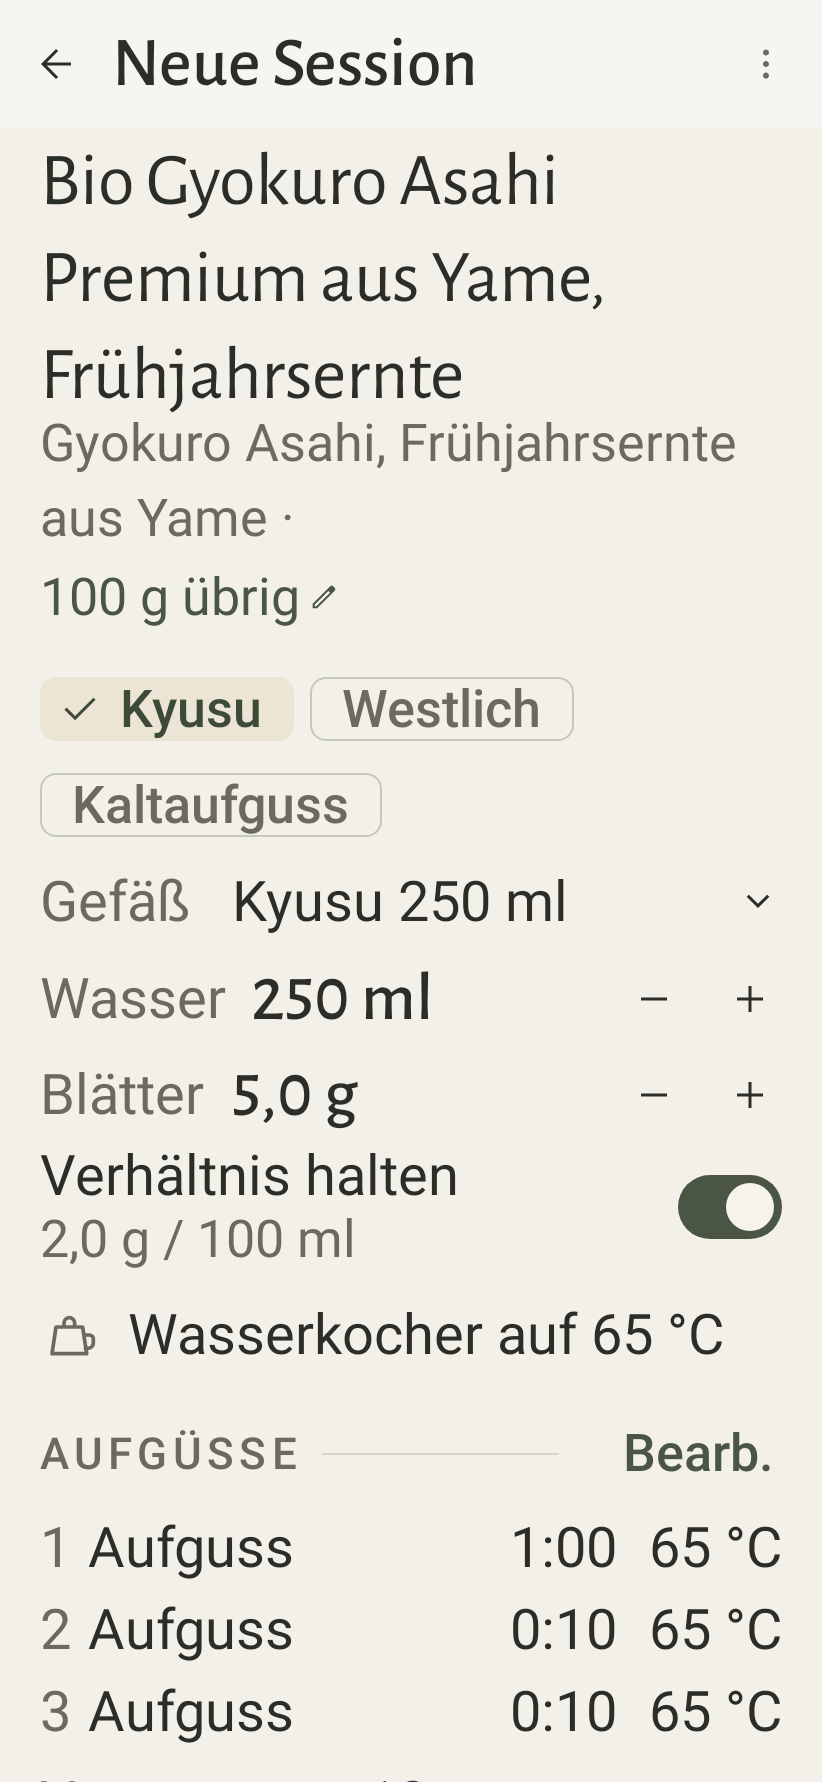 Neue Session
Bio Gyokuro Asahi
Premium aus Yame,
Frühjahrsernte
Gyokuro Asahi, Frühjahrsernte
aus Yame ·
100 g übrig
Kyusu
Westlich
Kaltaufguss
Gefäß Kyusu 250 ml
Wasser 250 ml − +
Blätter 5,0 g − +
Verhältnis halten
2,0 g / 100 ml
Wasserkocher auf 65 °C
AUFGÜSSE Bearb.
1 Aufguss 1:00 65 °C
2 Aufguss 0:10 65 °C
3 Aufguss 0:10 65 °C